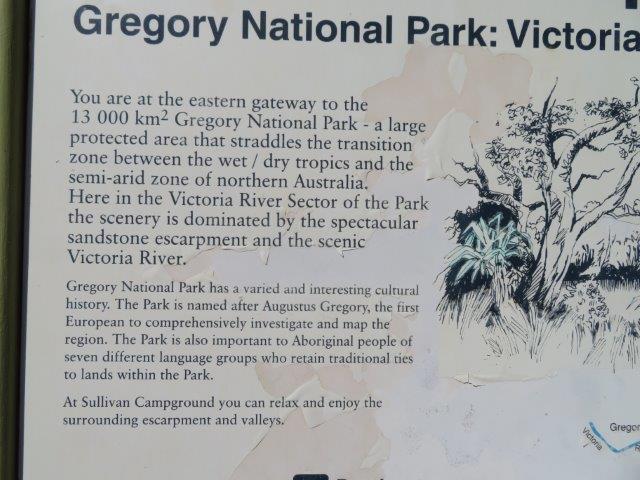 Gregory National Park: Victoria
You are at the eastern gateway to the
13 000 km² Gregory National Park - a large
protected area that straddles the transition
zone between the wet / dry tropics and the
semi-arid zone of northern Australia.
Here in the Victoria River Sector of the Park
the scenery is dominated by the spectacular
sandstone escarpment and the scenic
Victoria River.
Gregory National Park has a varied and interesting cultural
history. The Park is named after Augustus Gregory, the first
European to comprehensively investigate and map the
region. The Park is also important to Aboriginal people of
seven different language groups who retain traditional ties
to lands within the Park.
At Sullivan Campground you can relax and enjoy the
surrounding escarpment and valleys.
Victoria
Gregor
R